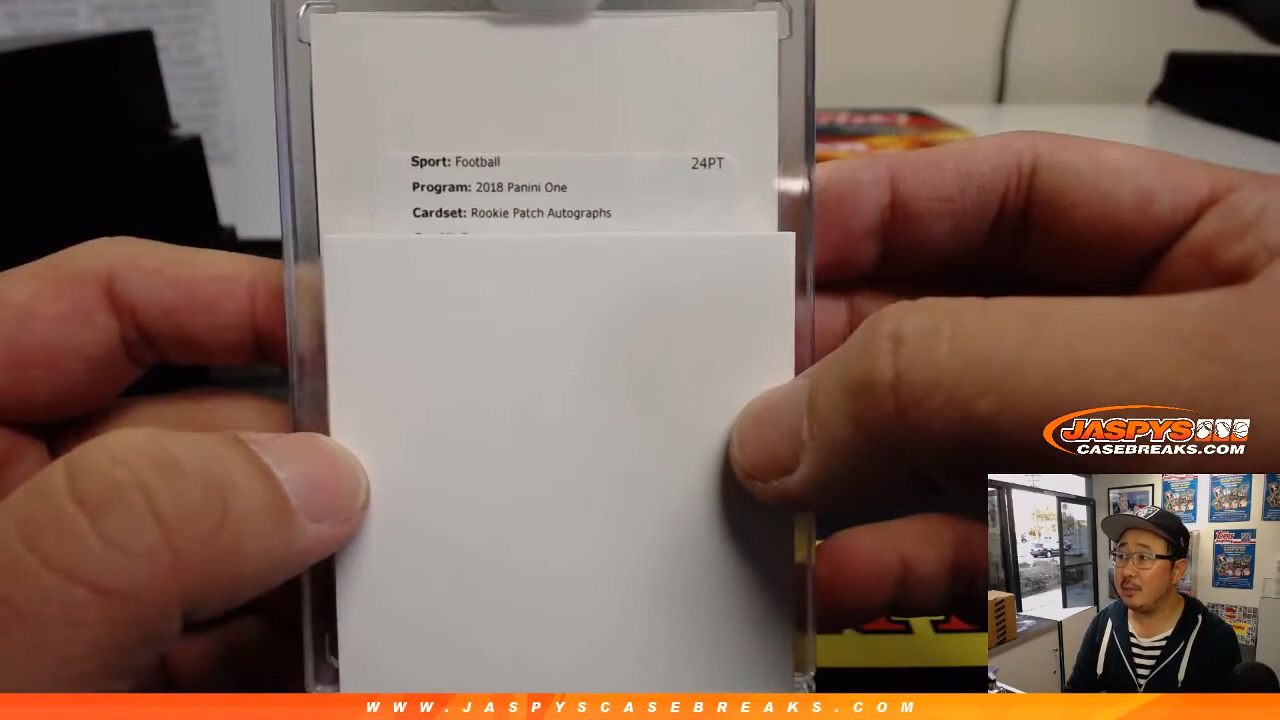 Sport: Football
24PT
Program: 2018 Panini One
Cardset: Rookie Patch Autographs
JASPYS
CASEBREAKS.COM
WWW.JASPYSCASEBREAKS.COM